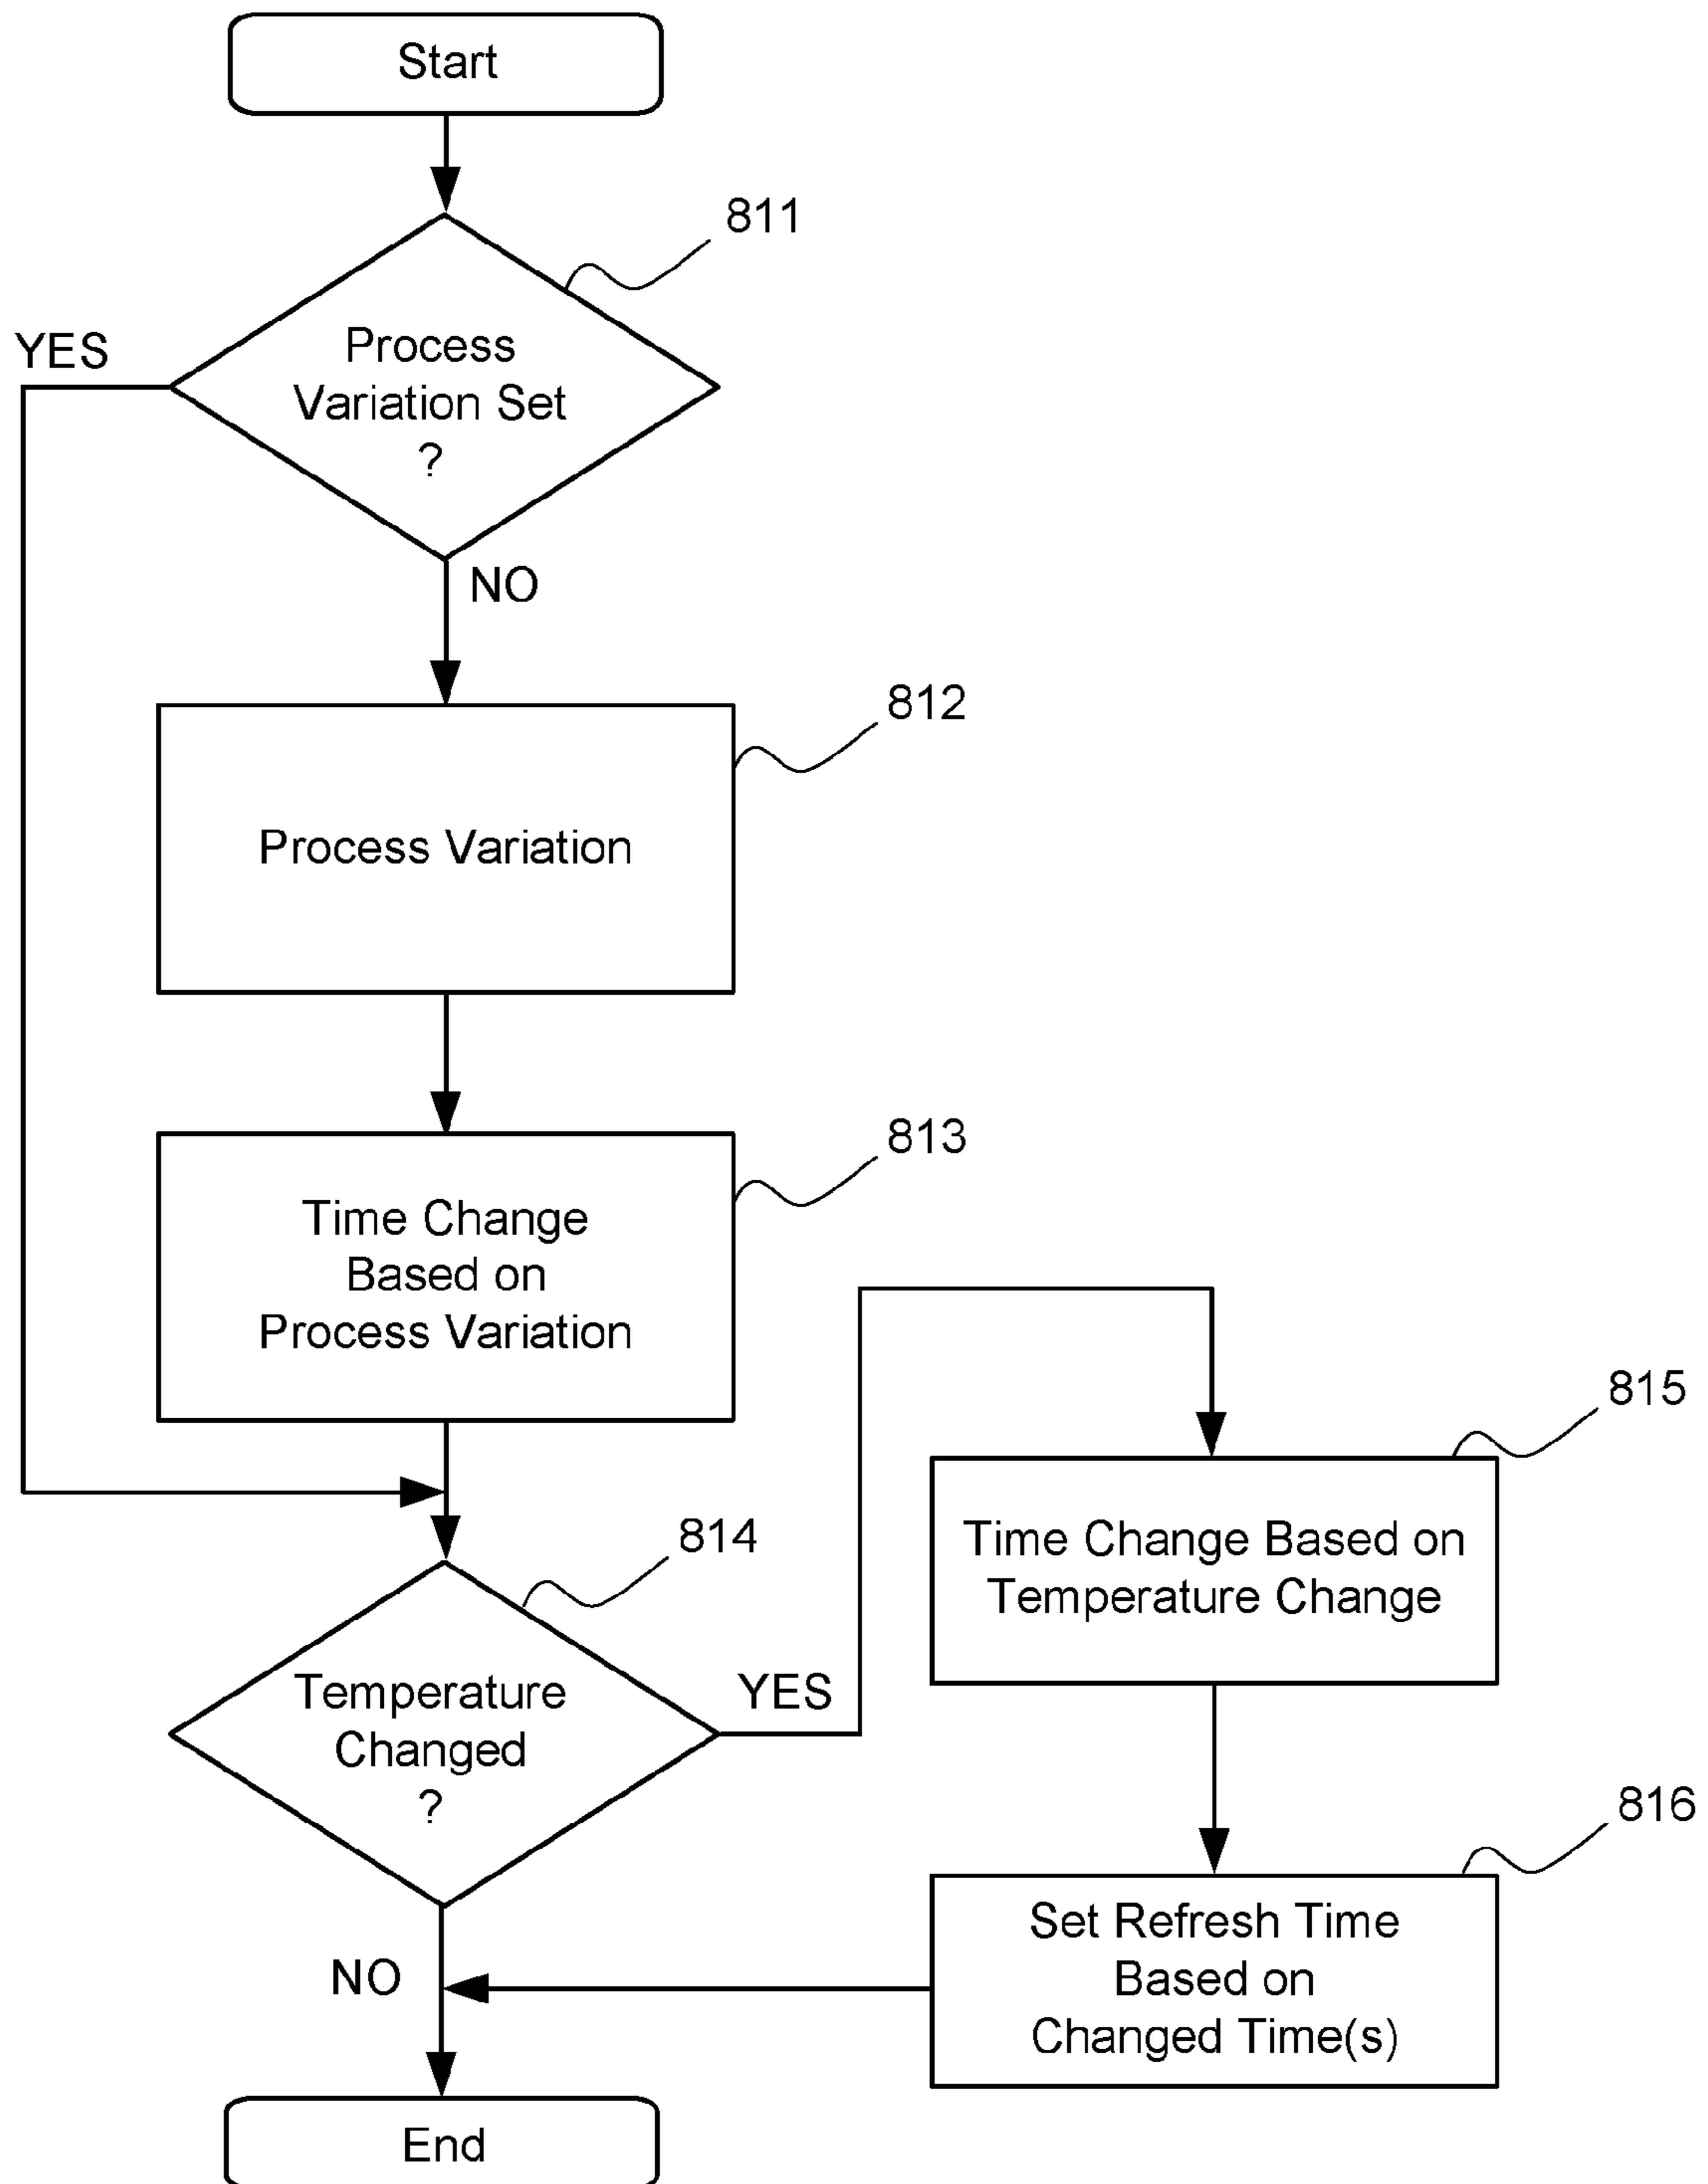 Start
811
YES
Process
Variation Set
?
NO
812
Process Variation
813
Time Change
Based on
Process Variation
815
Time Change Based on
Temperature Change
814
Temperature
Changed
?
YES
816
Set Refresh Time
Based on
Changed Time(s)
NO
End